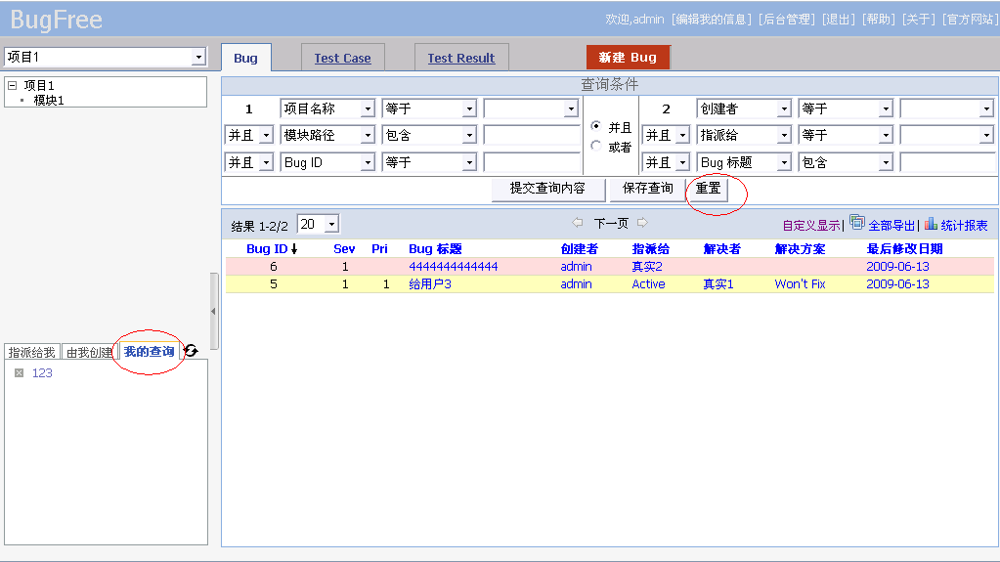 BugFree
欢迎,admin [编辑我的信息] [后台管理] [退出] [帮助] [关于] [官方网站]
项目1
Bug Test Case Test Result 新建 Bug
项目1
模块1
查询条件
1 项目名称 等于 2 创建者 等于
并且 模块路径 包含 并且 并且 指派给 等于
或者
并且 Bug ID 等于 并且 Bug 标题 包含
提交查询内容 保存查询 重置
结果 1-2/2 20 下一页 自定义显示| 全部导出| 统计报表
Bug ID Sev Pri Bug 标题 创建者 指派给 解决者 解决方案 最后修改日期
6 1 4444444444444 admin 真实2 2009-06-13
5 1 1 给用户3 admin Active 真实1 Won't Fix 2009-06-13
指派给我 由我创建 我的查询
123